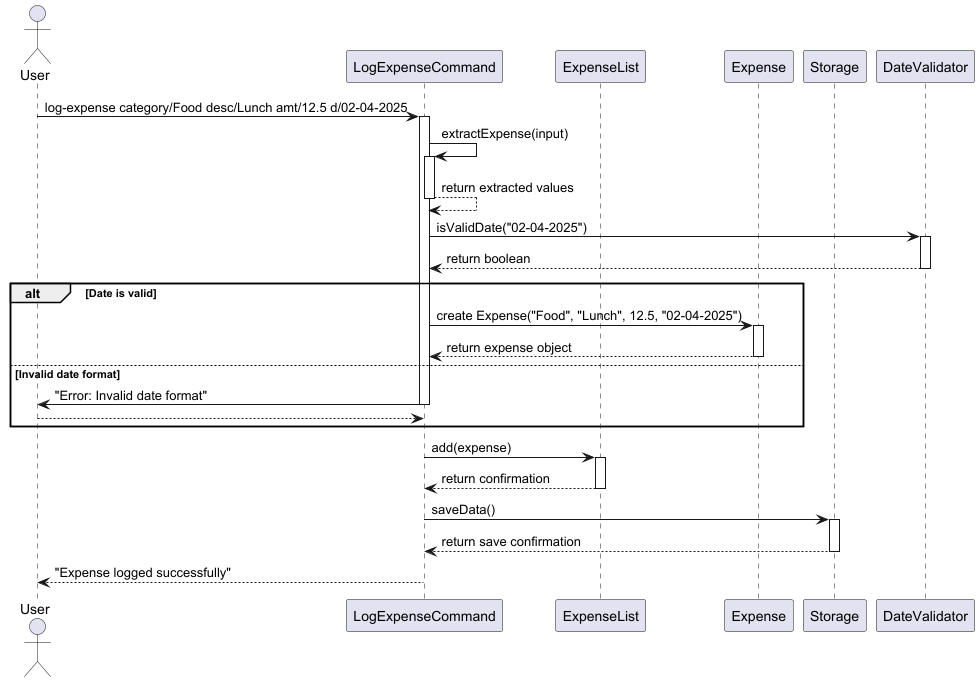 User
LogExpenseCommand
ExpenseList
Expense
Storage
DateValidator
log-expense category/Food desc/Lunch amt/12.5 d/02-04-2025
extractExpense(input)
return extracted values
isValidDate("02-04-2025")
return boolean
alt
[Date is valid]
create Expense("Food", "Lunch", 12.5, "02-04-2025")
return expense object
[Invalid date format]
"Error: Invalid date format"
add(expense)
return confirmation
saveData()
return save confirmation
"Expense logged successfully"
User
LogExpenseCommand
ExpenseList
Expense
Storage
DateValidator